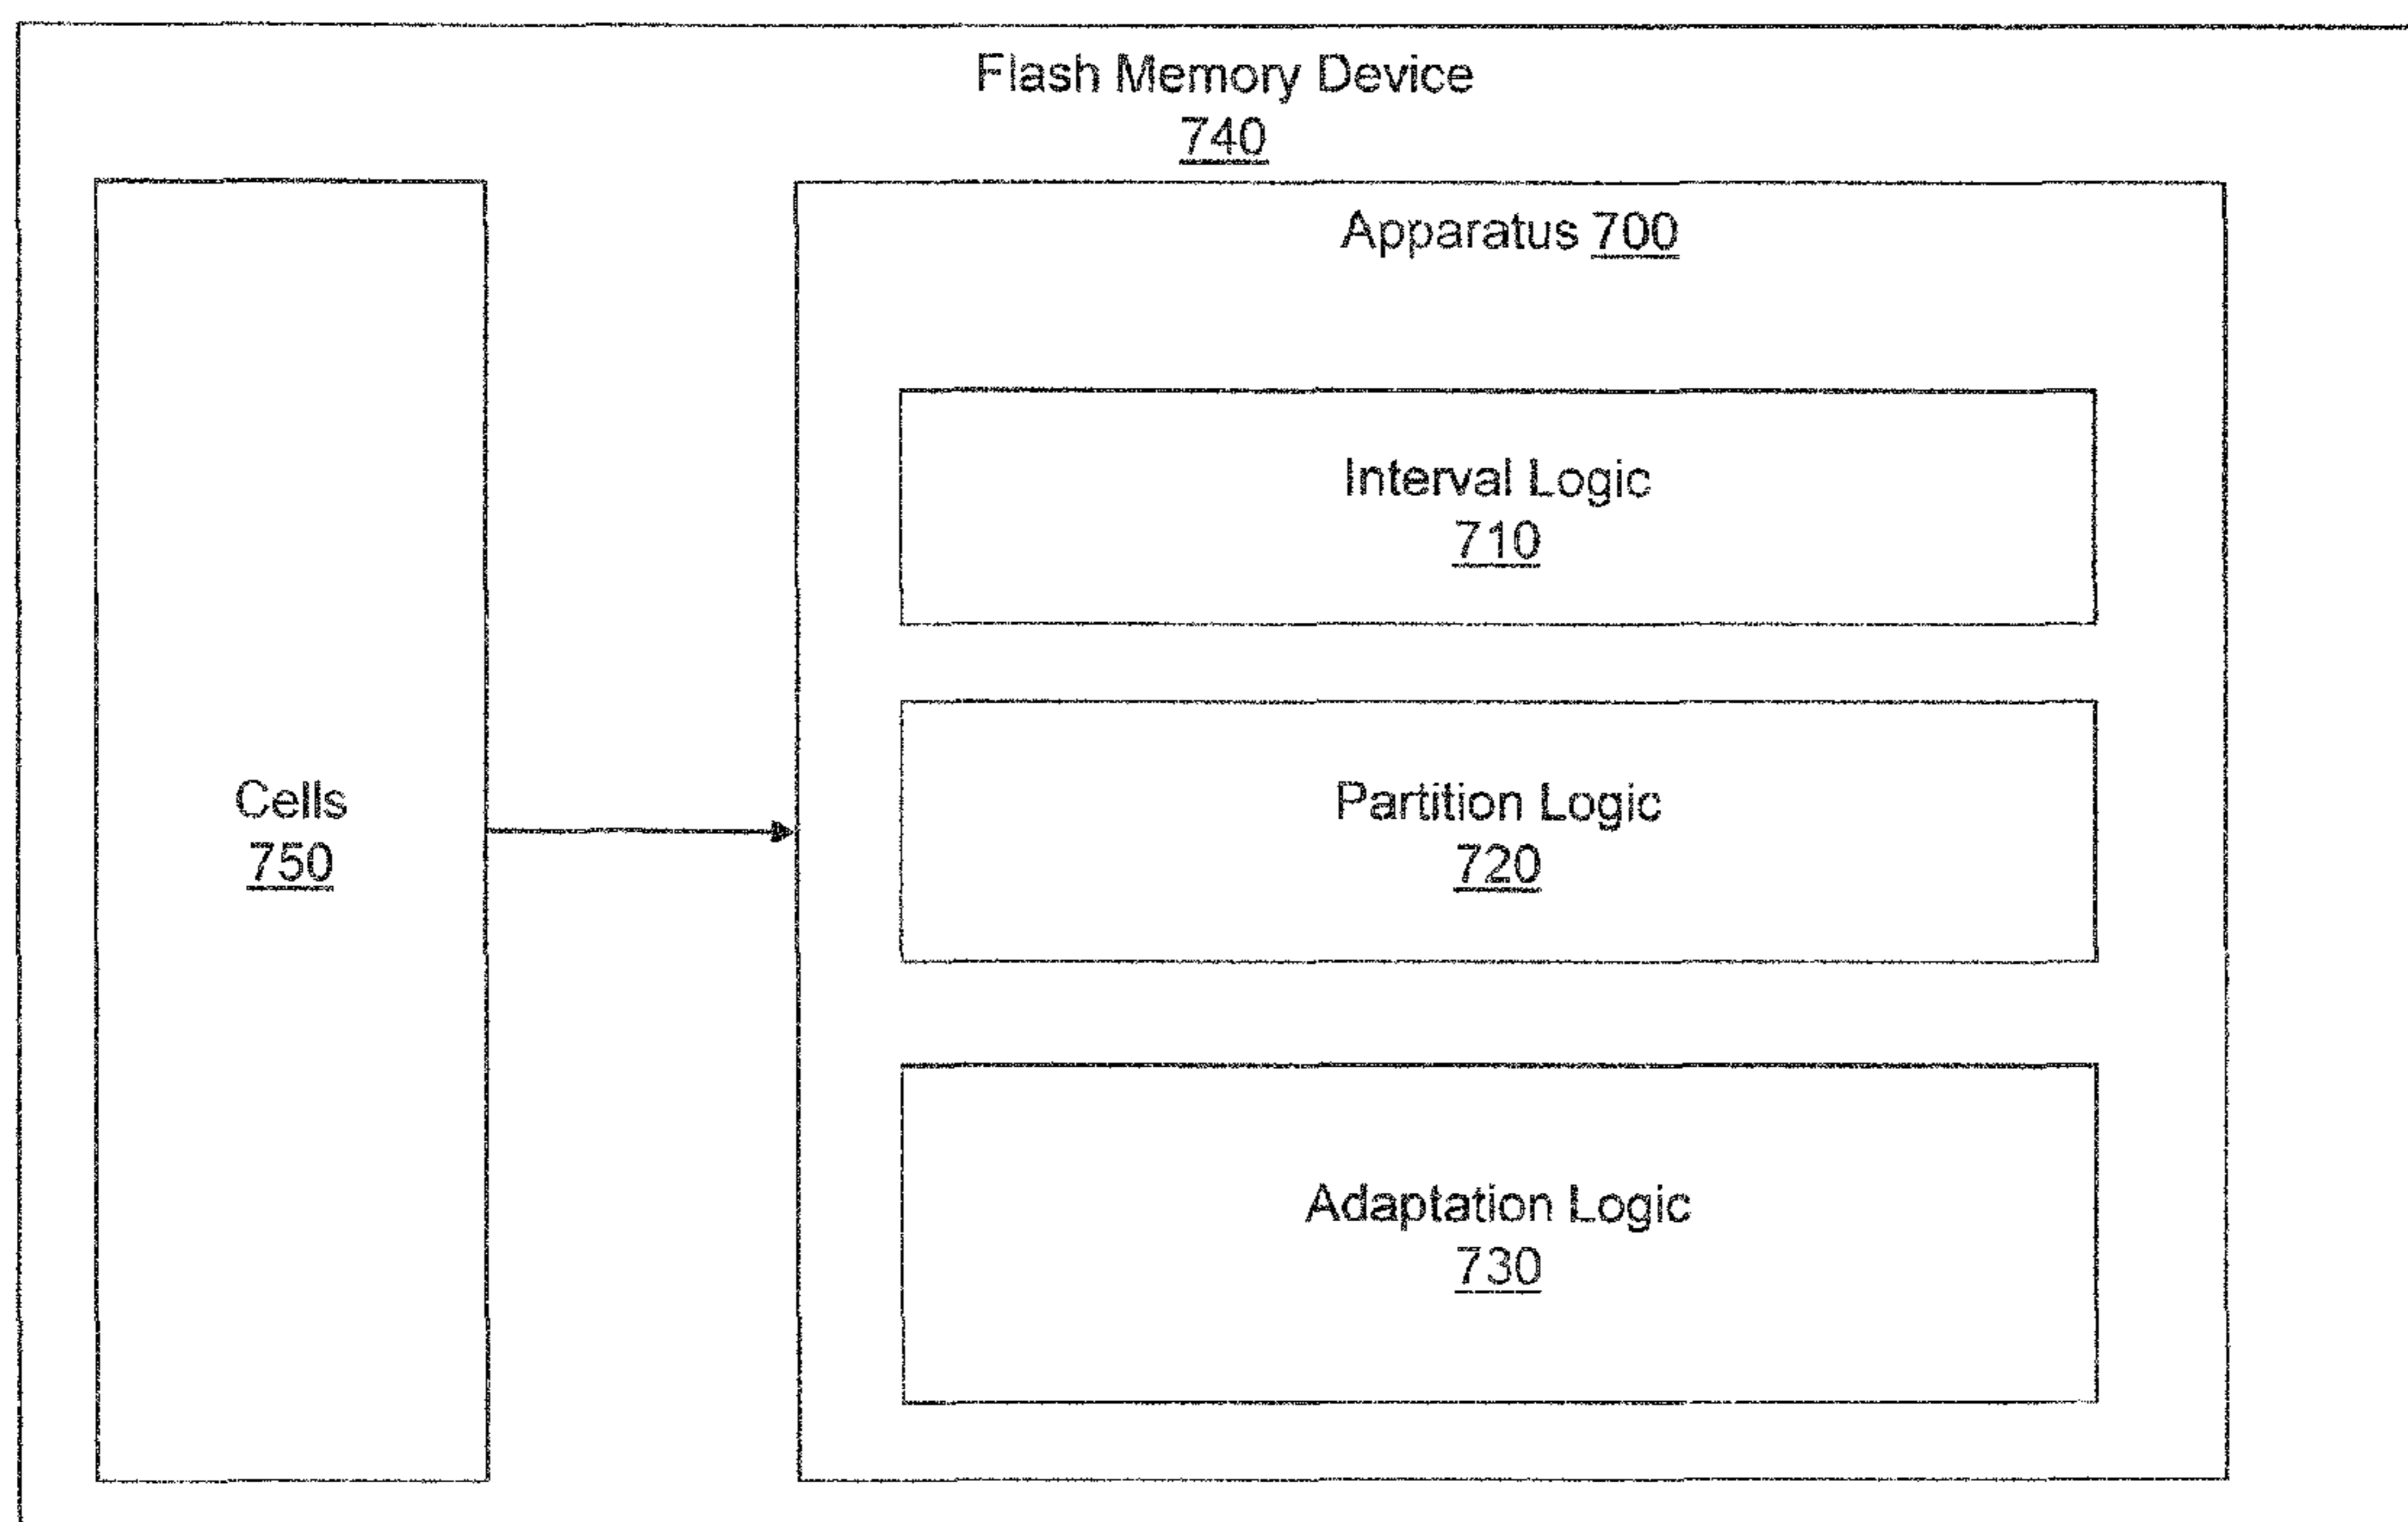 Flash Memory Device
740
Apparatus 700
Interval Logic
710
Partition Logic
720
Cells
750
Adaptation Logic
730